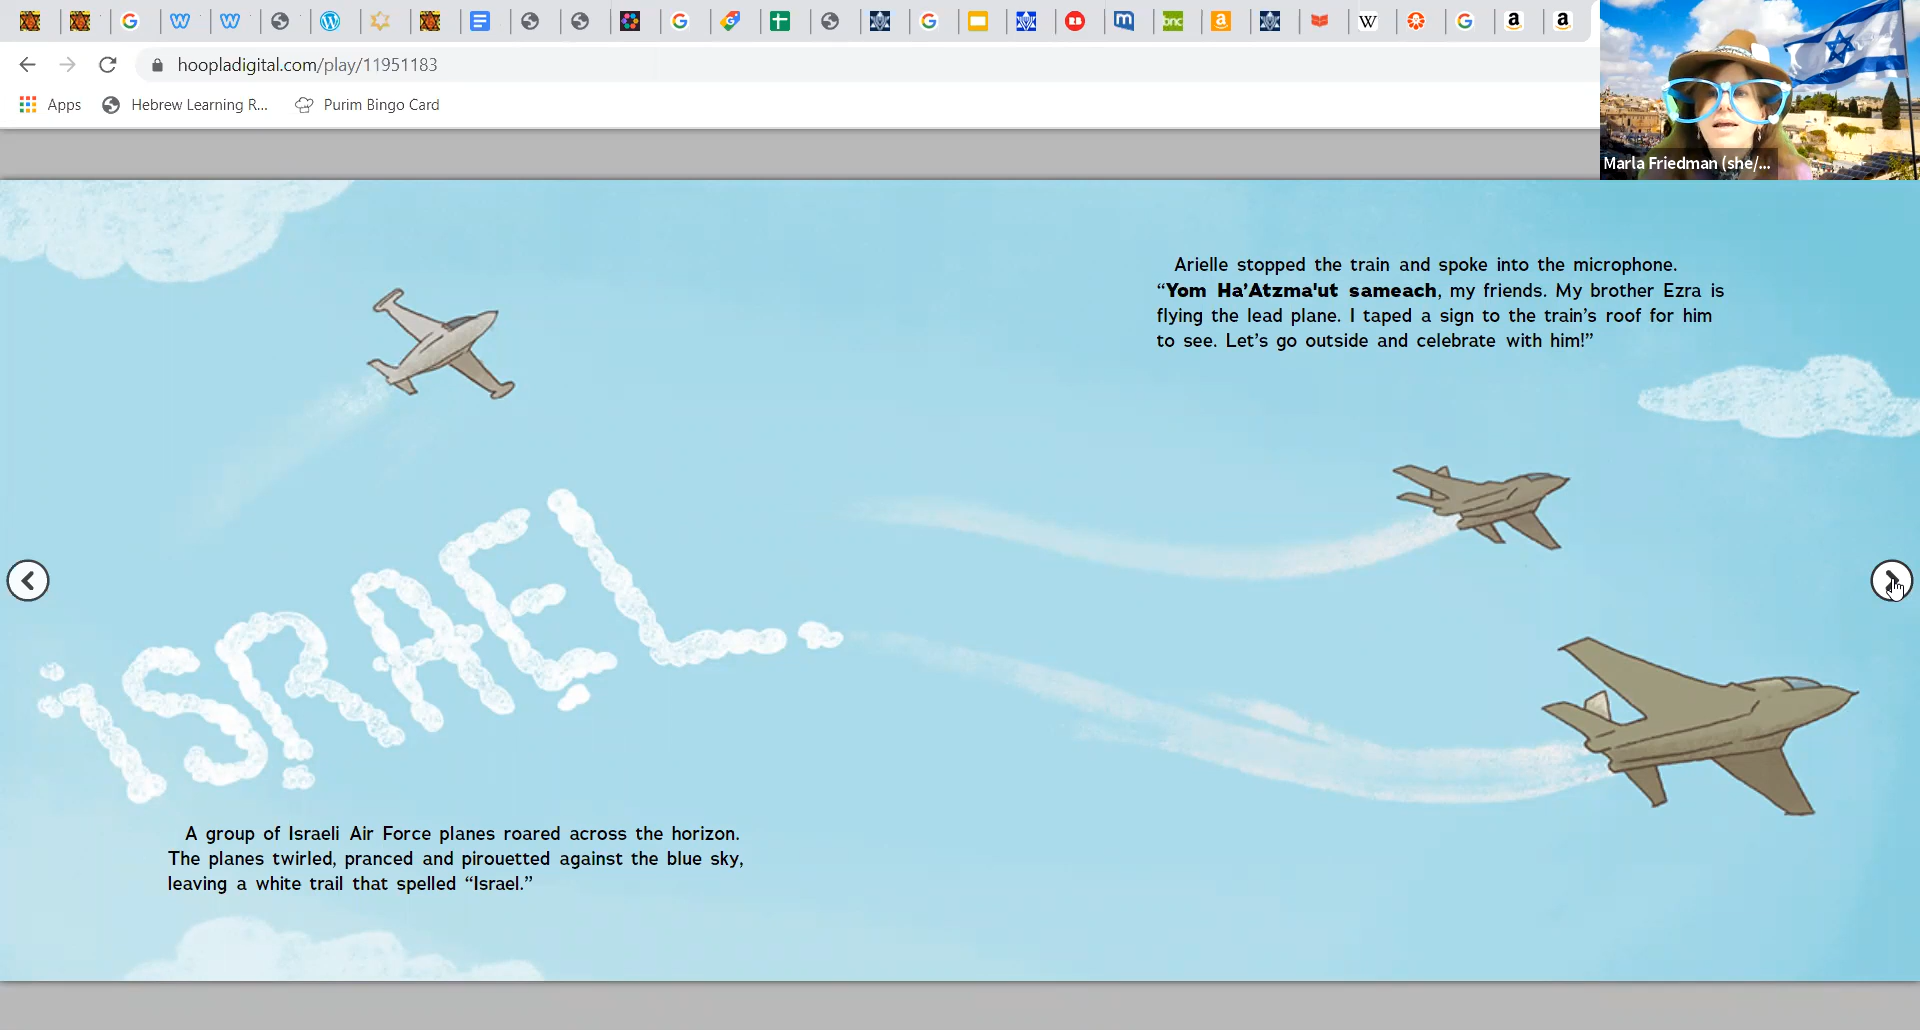 hoopladigital.com/play/11951183
Apps
Hebrew Learning R...
Purim Bingo Card
Marla Friedman (she/...
Arielle stopped the train and spoke into the microphone.
“Yom Ha’Atzma'ut sameach, my friends. My brother Ezra is
flying the lead plane. I taped a sign to the train’s roof for him
to see. Let’s go outside and celebrate with him!”
ISRAEL
A group of Israeli Air Force planes roared across the horizon.
The planes twirled, pranced and pirouetted against the blue sky,
leaving a white trail that spelled “Israel.”